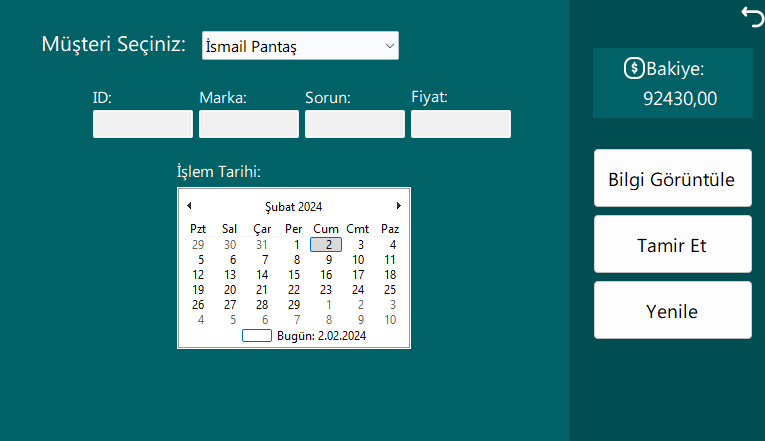 Müşteri Seçiniz: İsmail Pantaş
ID: Marka: Sorun: Fiyat:
İşlem Tarihi:
Şubat 2024
Pzt Sal Çar Per Cum Cmt Paz
29 30 31 1 2 3 4
5 6 7 8 9 10 11
12 13 14 15 16 17 18
19 20 21 22 23 24 25
26 27 28 29 1 2 3
4 5 6 7 8 9 10
Bugün: 2.02.2024
Bakiye:
92430,00
Bilgi Görüntüle
Tamir Et
Yenile